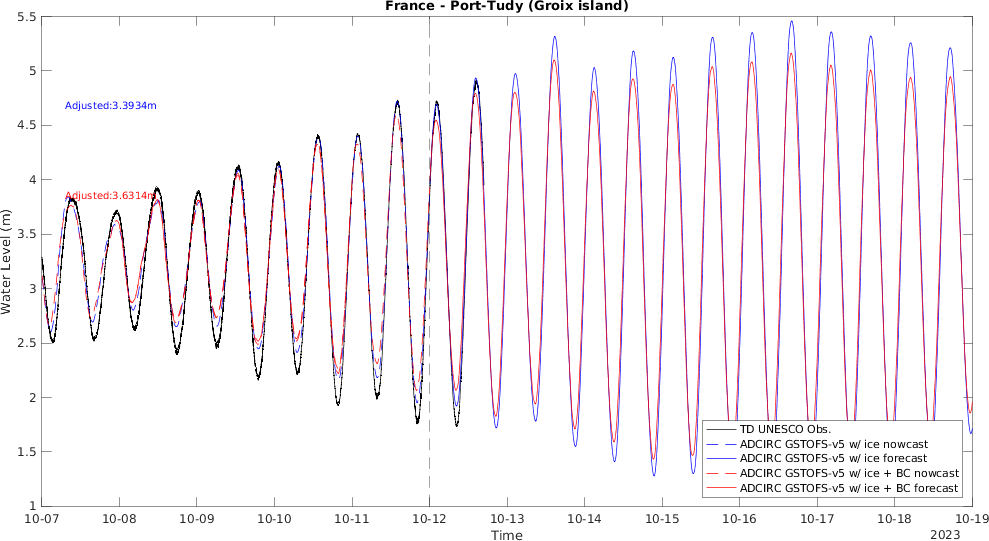 France - Port-Tudy (Groix island)
5.5
5
4.5
4
3.5
3
2.5
2
1.5
1
Water Level (m)
Adjusted:3.3934m
Adjusted:3.6314m
TD UNESCO Obs.
ADCIRC GSTOFS-v5 w/ ice nowcast
ADCIRC GSTOFS-v5 w/ ice forecast
ADCIRC GSTOFS-v5 w/ ice + BC nowcast
ADCIRC GSTOFS-v5 w/ ice + BC forecast
10-07 10-08 10-09 10-10 10-11 10-12 10-13 10-14 10-15 10-16 10-17 10-18 10-19
Time
2023